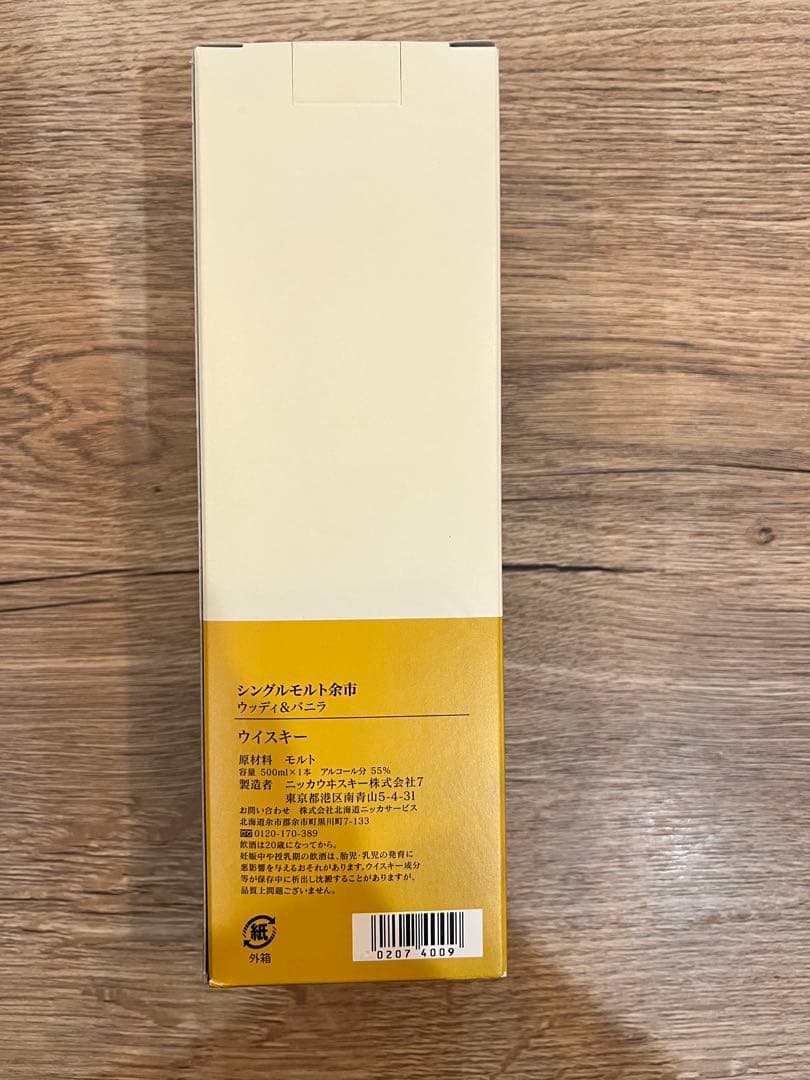 シングルモルト余市
ウッディ&バニラ
ウイスキー
原材料 モルト
容量 500ml×1本 アルコール分 55%
製造者 ニッカウヰスキー株式会社7
東京都港区南青山5-4-31
お問い合わせ 株式会社北海道ニッカサービス
北海道余市郡余市町黒川町7-133
0120-170-389
飲酒は20歳になってから。
妊娠中や授乳期の飲酒は、胎児・乳児の発育に
悪影響を与えるおそれがあります。ウイスキー成分
等が保存中に析出し沈澱することがありますが、
品質上問題ございません。
紙
外箱
0207 4009